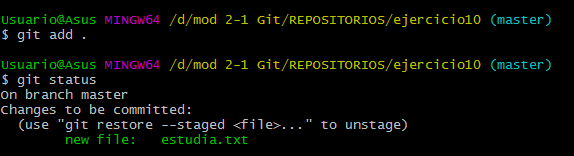 Usuario@Asus MINGW64 /d/mod 2-1 Git/REPOSITORIOS/ejercicio10 (master)
$ git add .
Usuario@Asus MINGW64 /d/mod 2-1 Git/REPOSITORIOS/ejercicio10 (master)
$ git status
On branch master
Changes to be committed:
  (use "git restore --staged <file>..." to unstage)
        new file:   estudia.txt